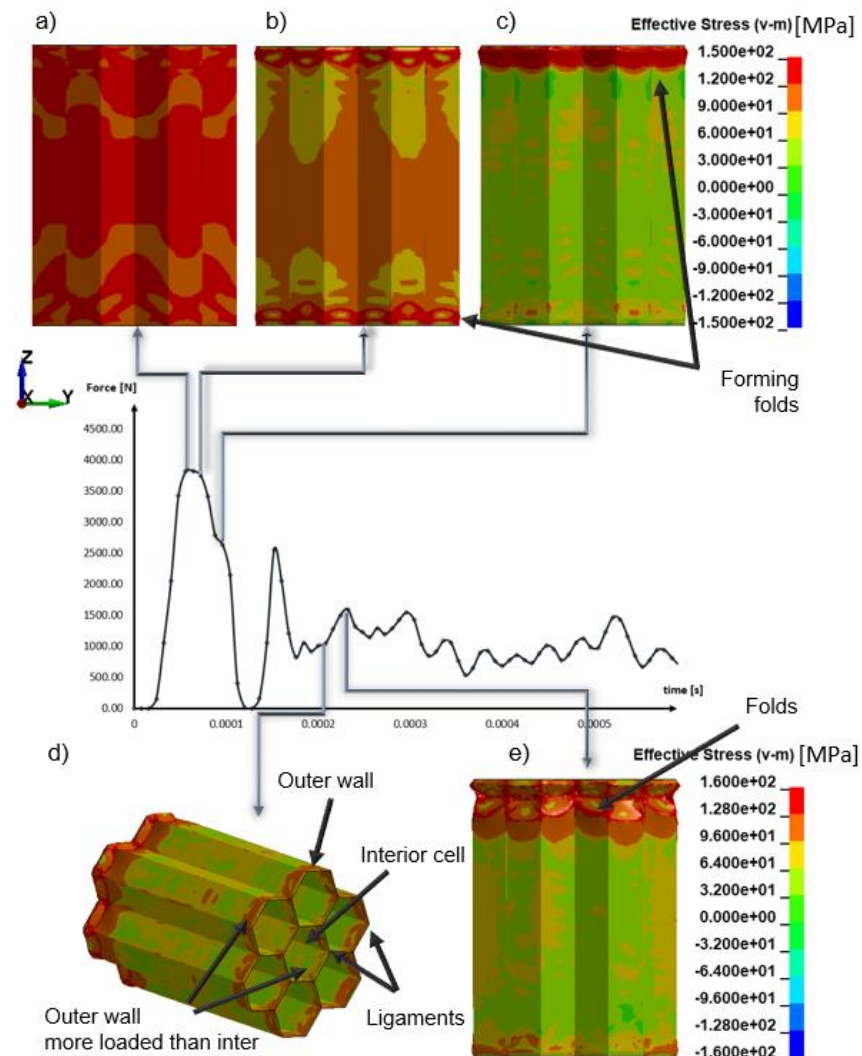 a)
b)
c)
Effective Stress (v-m) [MPa]
1.500e+02
1.200e+02
9.000e+01
6.000e+01
3.000e+01
0.000e+00
-3.000e+01
-6.000e+01
-9.000e+01
-1.200e+02
-1.500e+02
Forming
folds
Z
X
Y
Force [N]
4500.00
4000.00
3500.00
3000.00
2500.00
2000.00
1500.00
1000.00
500.00
0.00
time [s]
0
0.0001
0.0002
0.0003
0.0004
0.0005
Folds
d)
e)
Effective Stress (v-m) [MPa]
1.600e+02
1.280e+02
9.600e+01
6.400e+01
3.200e+01
0.000e+00
-3.200e+01
-6.400e+01
-9.600e+01
-1.280e+02
-1.600e+02
Outer wall
Interior cell
Outer wall
more loaded than inter
Ligaments